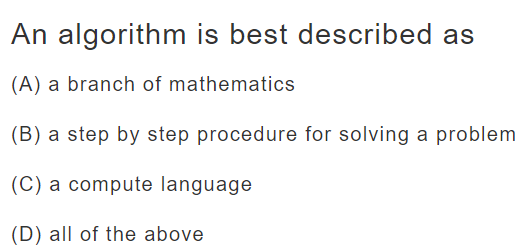 An algorithm is best described as
(A) a branch of mathematics
(B) a step by step procedure for solving a problem
(C) a compute language
(D) all of the above